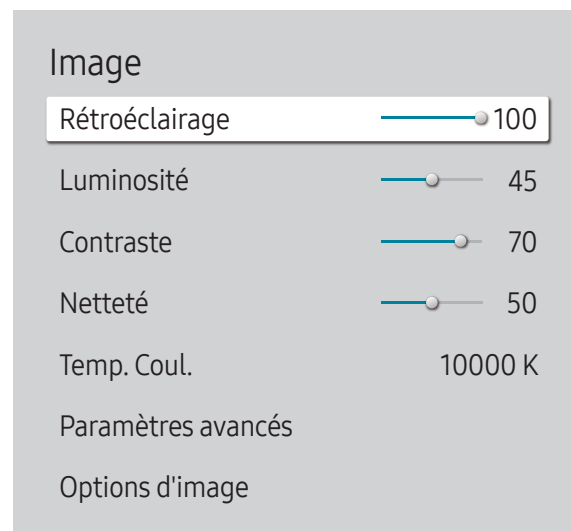 Image
Rétroéclairage 100
Luminosité 45
Contraste 70
Netteté 50
Temp. Coul. 10000 K
Paramètres avancés
Options d'image